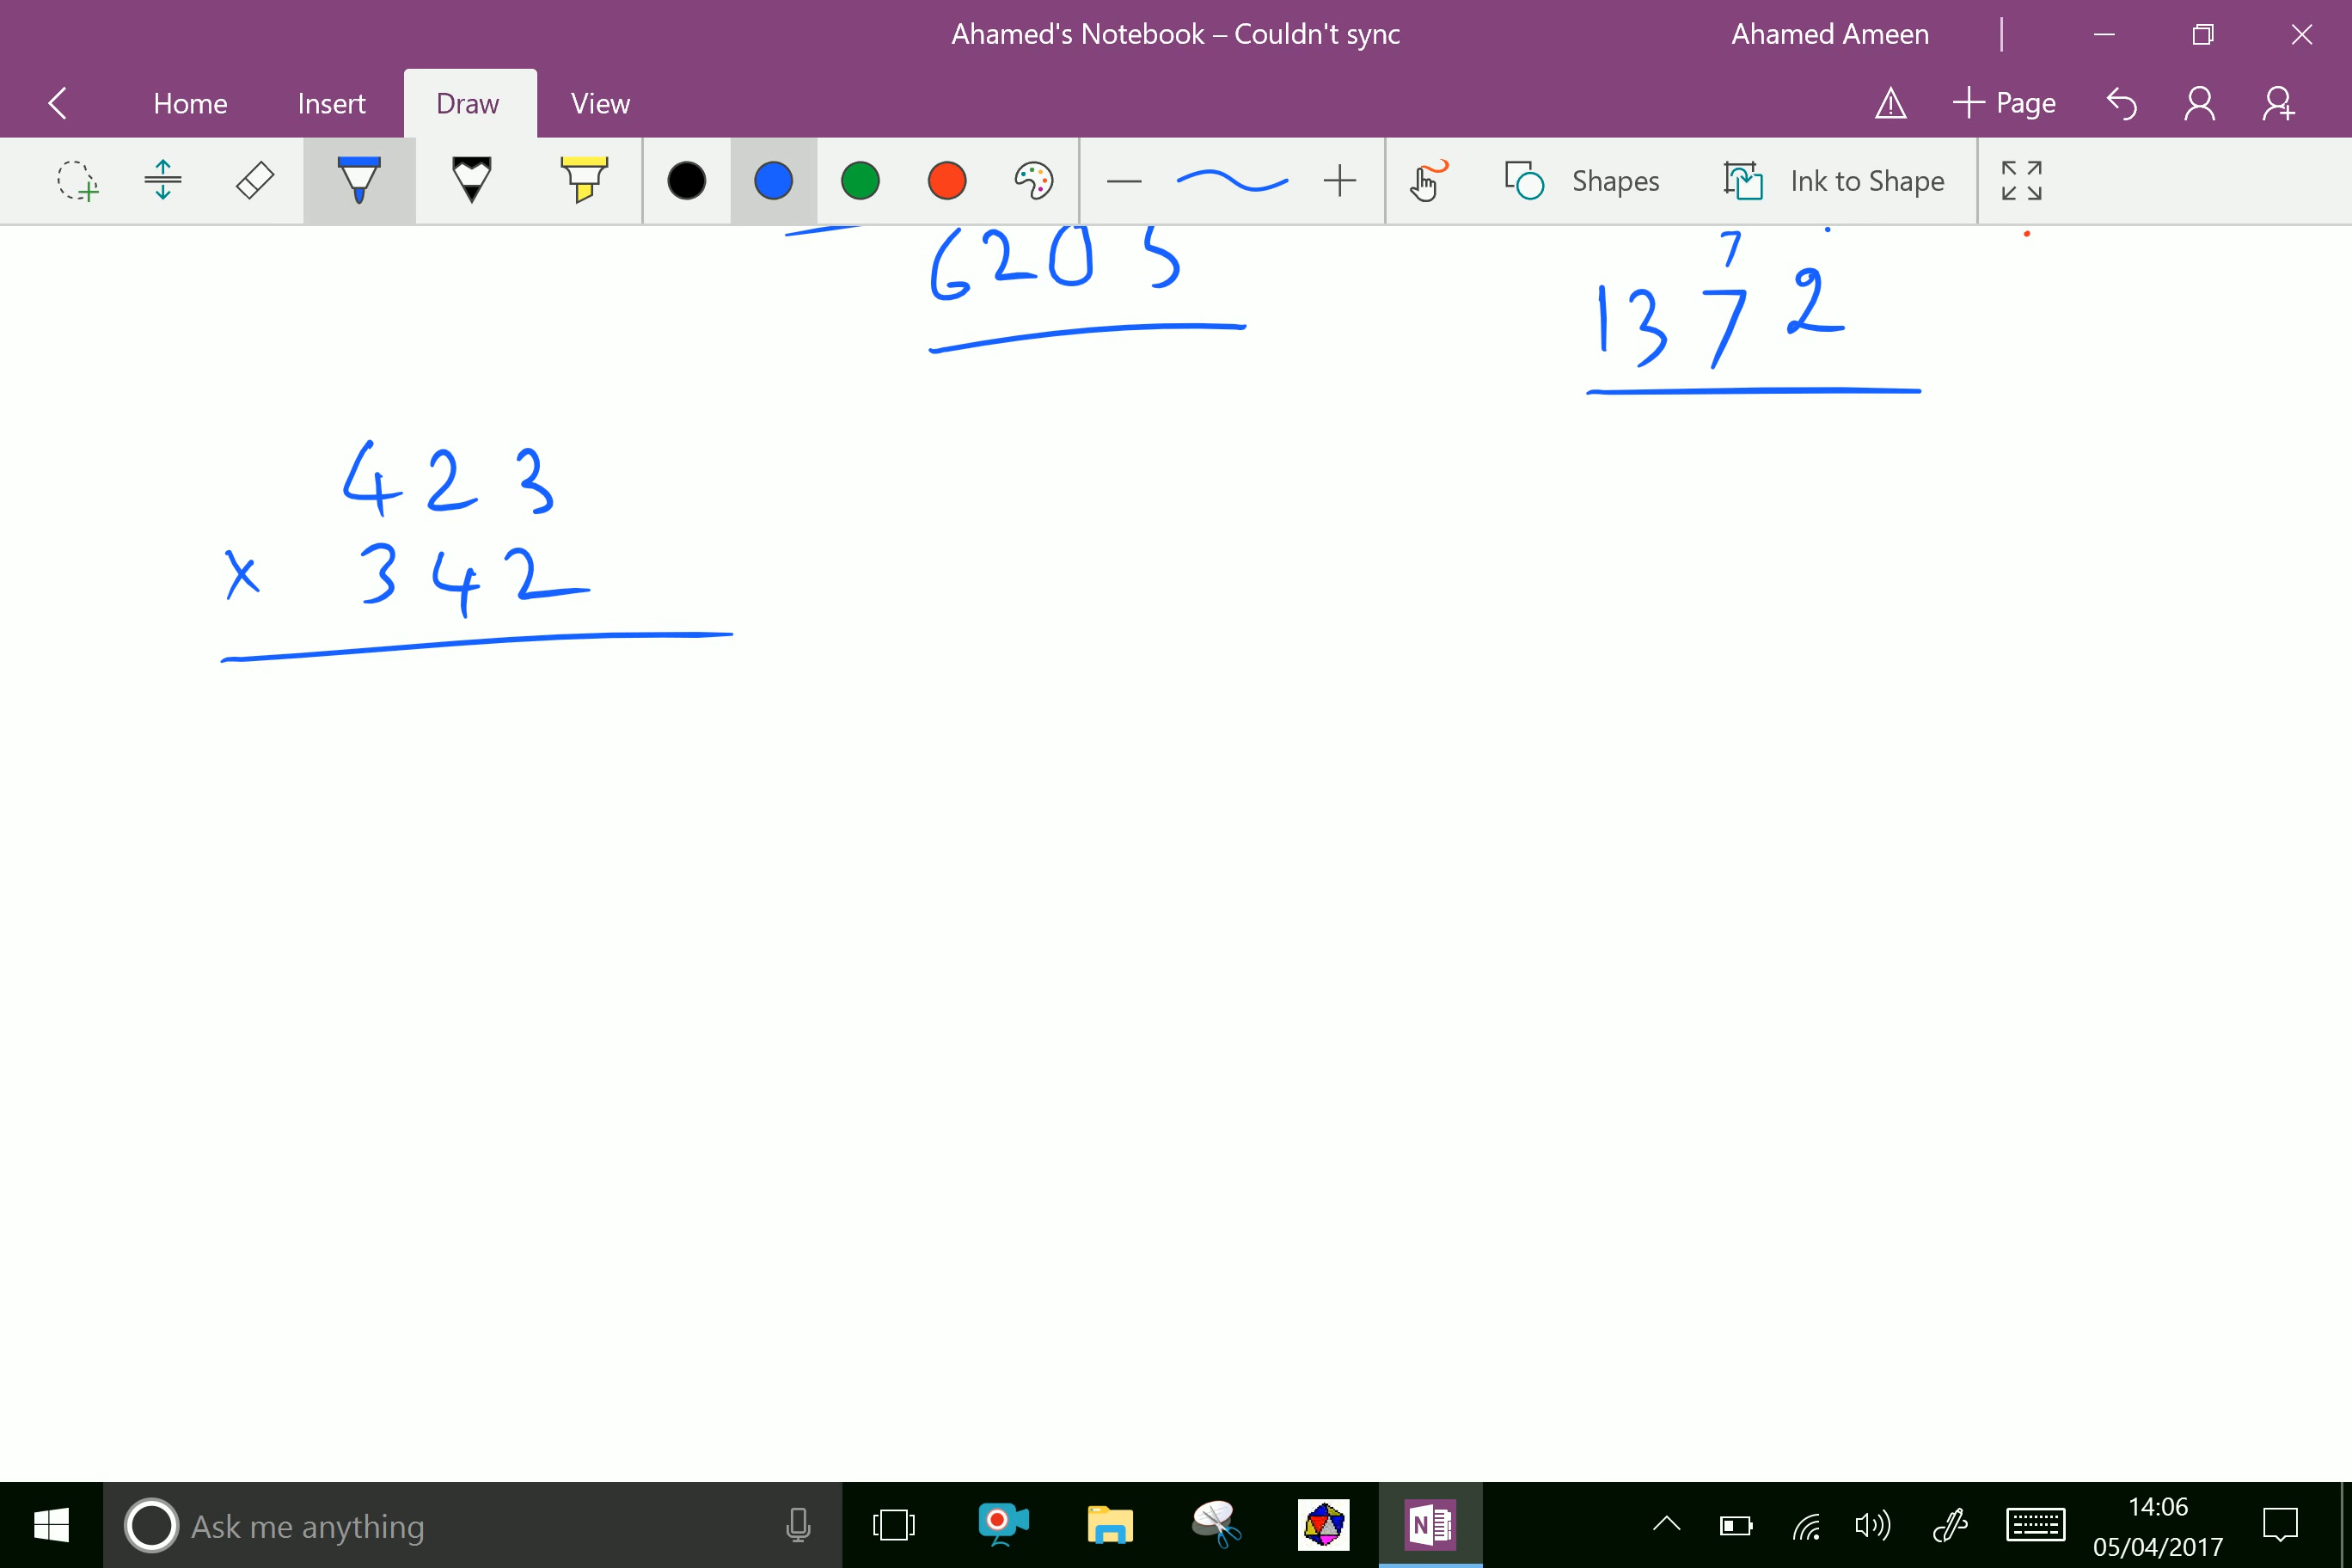 Ahamed's Notebook – Couldn't sync
Ahamed Ameen
Home Insert Draw View
Page
Shapes
Ink to Shape
6205
7
1372
423
x 342
Ask me anything
N
14:06
05/04/2017